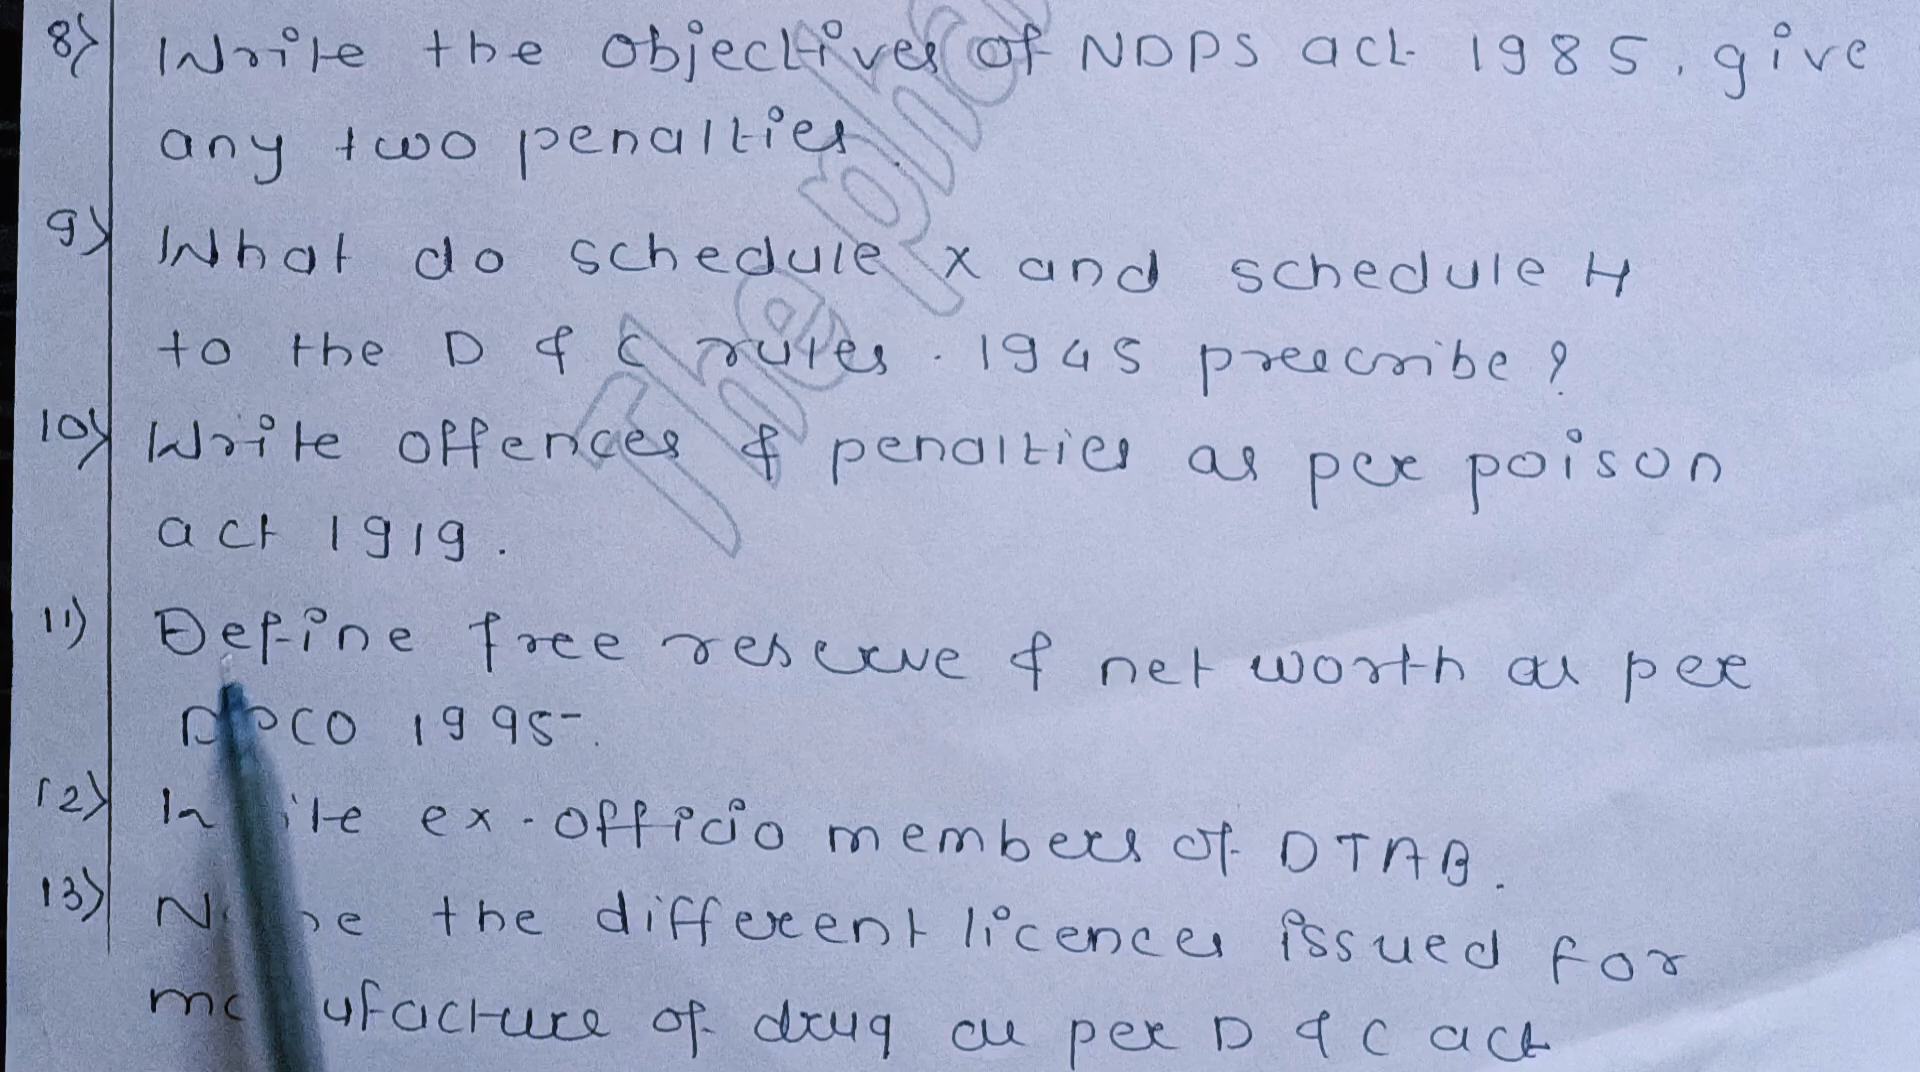 8) Write the objectives of NDPS act 1985. give
any two penalties.
9) What do schedule x and schedule H
to the D & C rules. 1945 preecribe?
10) Write offences & penalties as per poison
act 1919.
11) Define free reserve & net worth as per
DPCO 1995.
12) ex-officio members of DTAB.
13) the different licences issued for
of drug as per D & C act